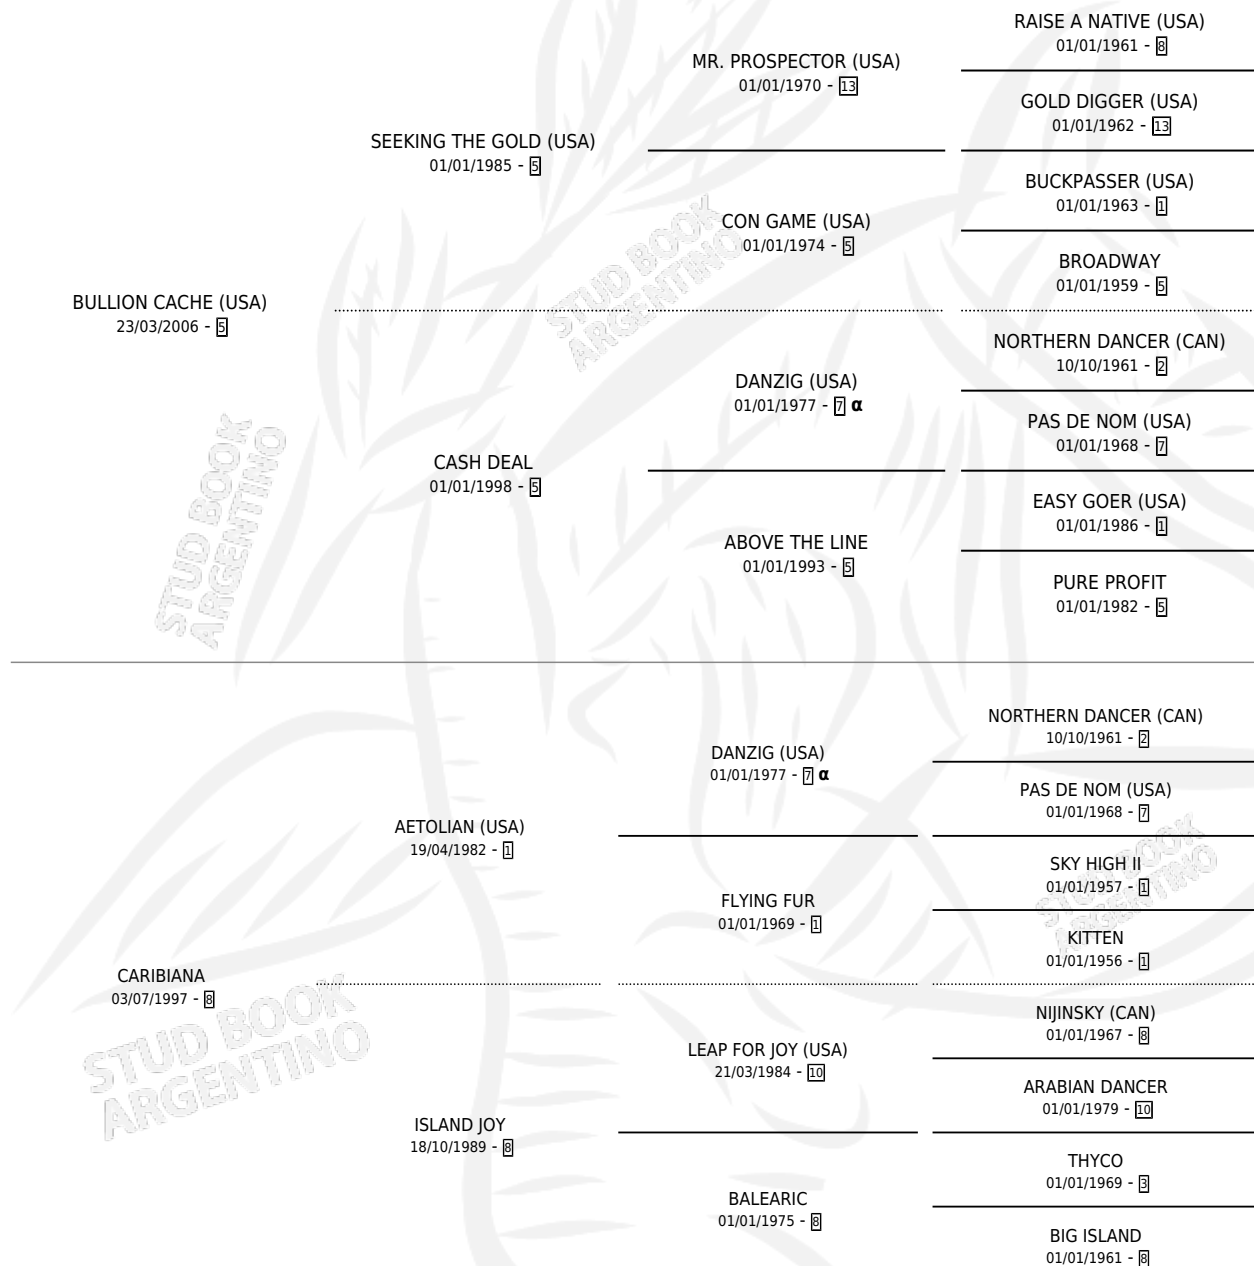 RAISE A NATIVE (USA)
01/01/1961 - 8
MR. PROSPECTOR (USA)
01/01/1970 - 13
GOLD DIGGER (USA)
01/01/1962 - 13
SEEKING THE GOLD (USA)
01/01/1985 - 5
BUCKPASSER (USA)
01/01/1963 - 1
CON GAME (USA)
01/01/1974 - 5
BROADWAY
01/01/1959 - 5
BULLION CACHE (USA)
23/03/2006 - 5
NORTHERN DANCER (CAN)
10/10/1961 - 2
DANZIG (USA)
01/01/1977 - 7 α
PAS DE NOM (USA)
01/01/1968 - 7
CASH DEAL
01/01/1998 - 5
EASY GOER (USA)
01/01/1986 - 1
ABOVE THE LINE
01/01/1993 - 5
PURE PROFIT
01/01/1982 - 5
NORTHERN DANCER (CAN)
10/10/1961 - 2
DANZIG (USA)
01/01/1977 - 7 α
PAS DE NOM (USA)
01/01/1968 - 7
AETOLIAN (USA)
19/04/1982 - 1
SKY HIGH II
01/01/1957 - 1
FLYING FUR
01/01/1969 - 1
KITTEN
01/01/1956 - 1
CARIBIANA
03/07/1997 - 8
NIJINSKY (CAN)
01/01/1967 - 8
LEAP FOR JOY (USA)
21/03/1984 - 10
ARABIAN DANCER
01/01/1979 - 10
ISLAND JOY
18/10/1989 - 8
THYCO
01/01/1969 - 3
BALEARIC
01/01/1975 - 8
BIG ISLAND
01/01/1961 - 8
STUD BOOK
ARGENTINO
STUD BOOK
ARGENTINO
STUD BOOK
ARGENTINO
STUD BOOK
ARGENTINO